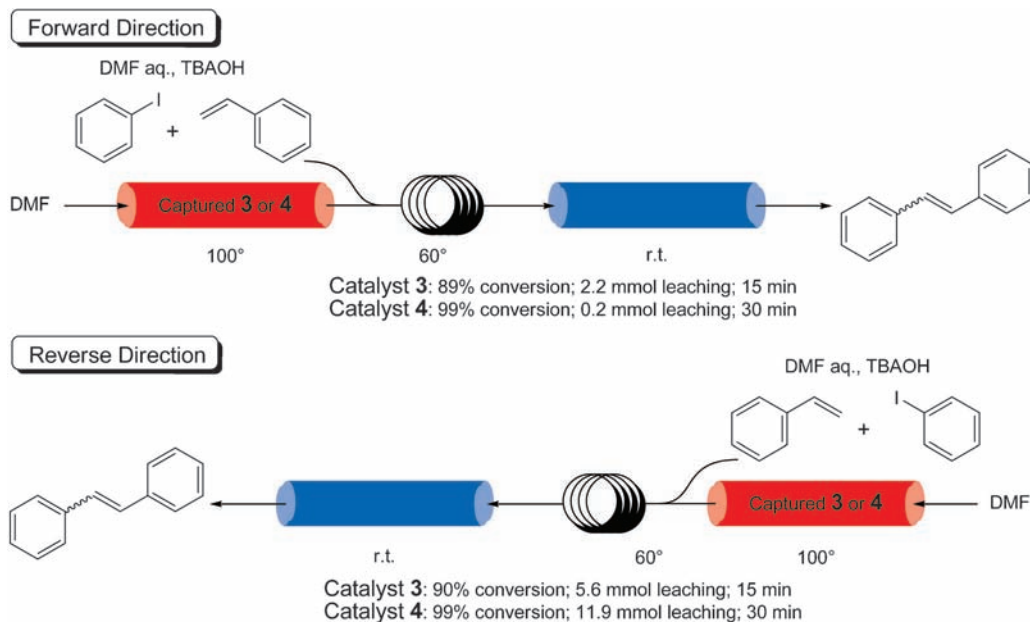 Forward Direction
DMF aq., TBAOH
I
+
DMF
Captured 3 or 4
100°
60°
r.t.
Catalyst 3: 89% conversion; 2.2 mmol leaching; 15 min
Catalyst 4: 99% conversion; 0.2 mmol leaching; 30 min
Reverse Direction
DMF aq., TBAOH
I
+
Captured 3 or 4
DMF
r.t.
60°
100°
Catalyst 3: 90% conversion; 5.6 mmol leaching; 15 min
Catalyst 4: 99% conversion; 11.9 mmol leaching; 30 min